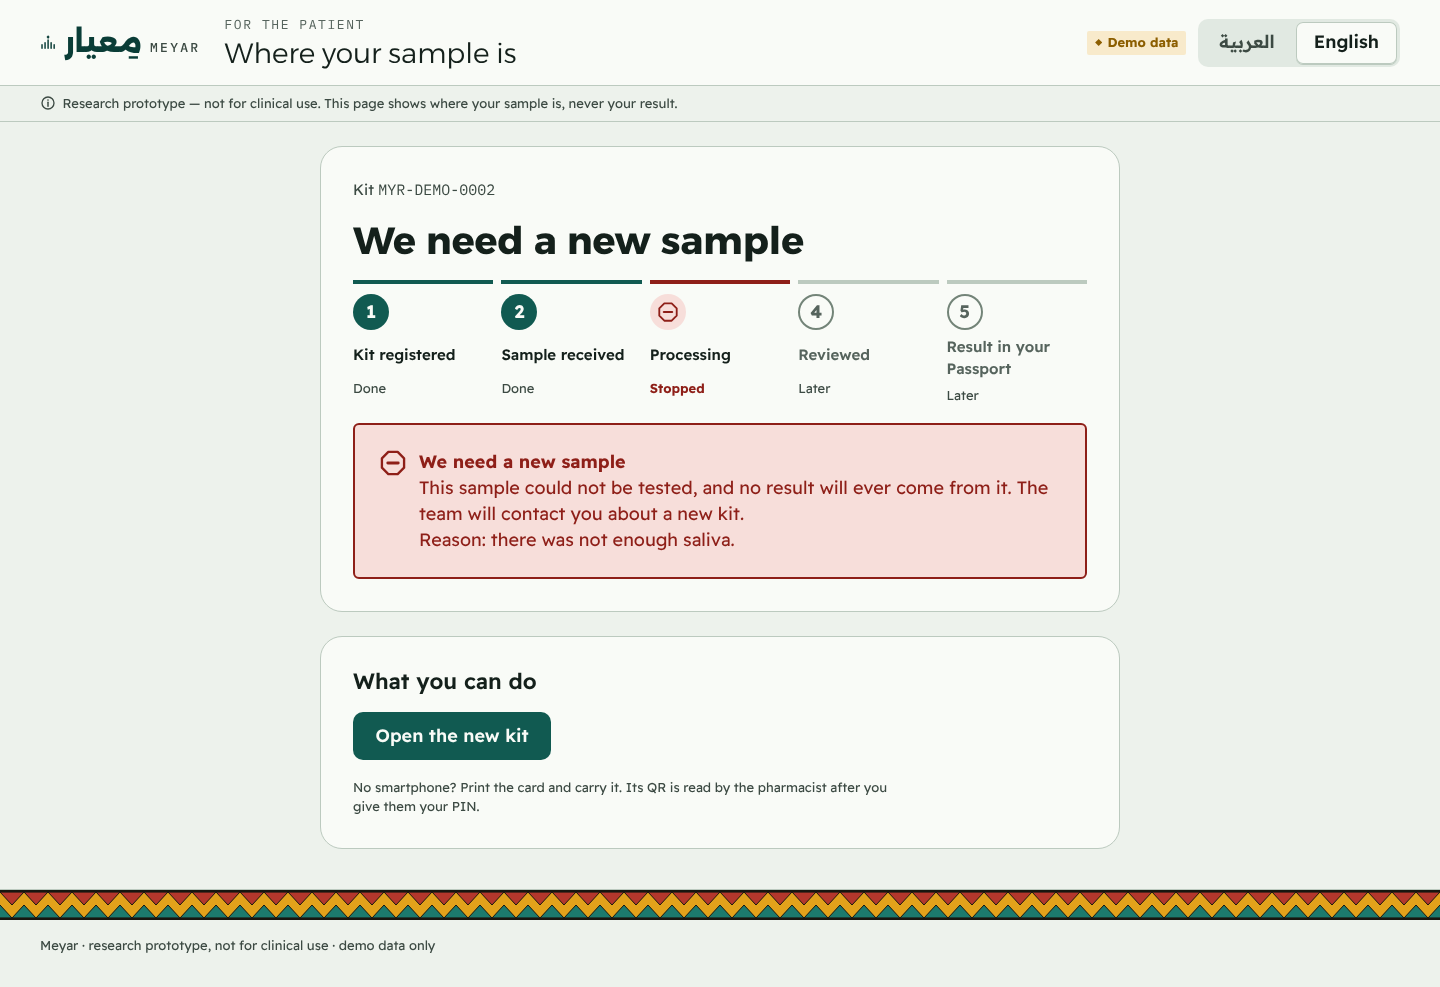 معيار MEYAR
FOR THE PATIENT
Where your sample is
Demo data
العربية
English
Research prototype — not for clinical use. This page shows where your sample is, never your result.
Kit MYR-DEMO-0002
We need a new sample
1
Kit registered
Done
2
Sample received
Done
Processing
Stopped
4
Reviewed
Later
5
Result in your
Passport
Later
We need a new sample
This sample could not be tested, and no result will ever come from it. The
team will contact you about a new kit.
Reason: there was not enough saliva.
What you can do
Open the new kit
No smartphone? Print the card and carry it. Its QR is read by the pharmacist after you
give them your PIN.
Meyar · research prototype, not for clinical use · demo data only